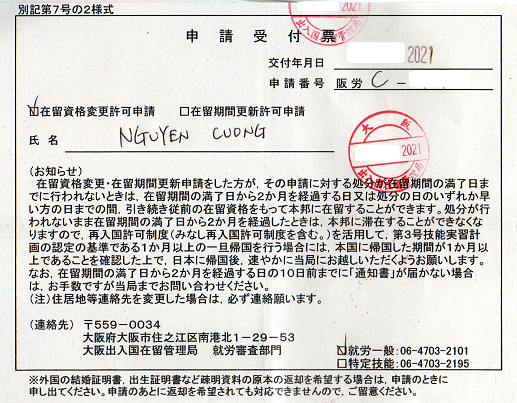 別記第7号の2様式
申請受付票
交付年月日 2021
申請番号 阪労 C-
☑在留資格変更許可申請 □在留期間更新許可申請
氏名 NGUYEN CUONG
大阪
2021
(お知らせ)
在留資格変更・在留期間更新申請をした方が、その申請に対する処分が在留期間の満了日ま
でに行われないときは、在留期間の満了日から2か月を経過する日又は処分の日のいずれか早
い方の日までの間、引き続き従前の在留資格をもって本邦に在留することができます。処分が行
われないまま在留期間の満了日から2か月を経過したときは、本邦に滞在することができなくな
りますので、再入国許可制度(みなし再入国許可制度を含む。)を活用して、第3号技能実習計
画の認定の基準である1か月以上の一旦帰国を行う場合には、本国に帰国した期間が1か月以
上であることを確認した上で、日本に帰国後、速やかに当局にお越しいただくようお願いします。
なお、在留期間の満了日から2か月を経過する日の10日前までに「通知書」が届かない場合
は、お手数ですが当局までお問い合わせください。
(注)住居地等連絡先を変更した場合は、必ず連絡願います。
(連絡先) 〒559-0034
大阪府大阪市住之江区南港北1-29-53
大阪出入国在留管理局 就労審査部門
☑就労一般:06-4703-2101
□特定技能:06-4703-2195
※外国の結婚証明書、出生証明書など疎明資料の原本の返却を希望する場合は、申請のときに
申し出てください。申請のあとに返却を希望されても対応できませんので、ご留意ください。